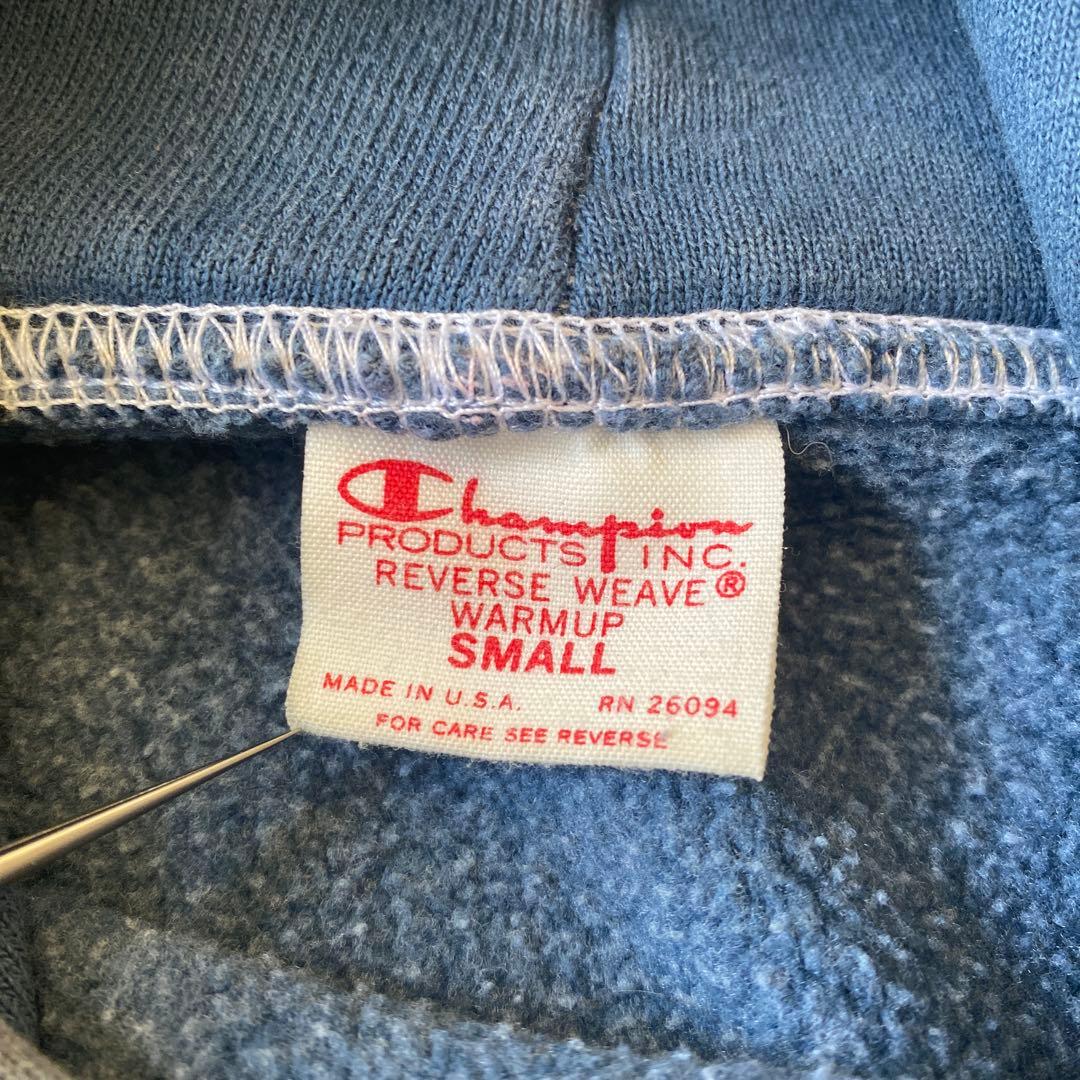 Champion
PRODUCTS INC.
REVERSE WEAVE®
WARMUP
SMALL
MADE IN U.S.A. RN 26094
FOR CARE SEE REVERSE